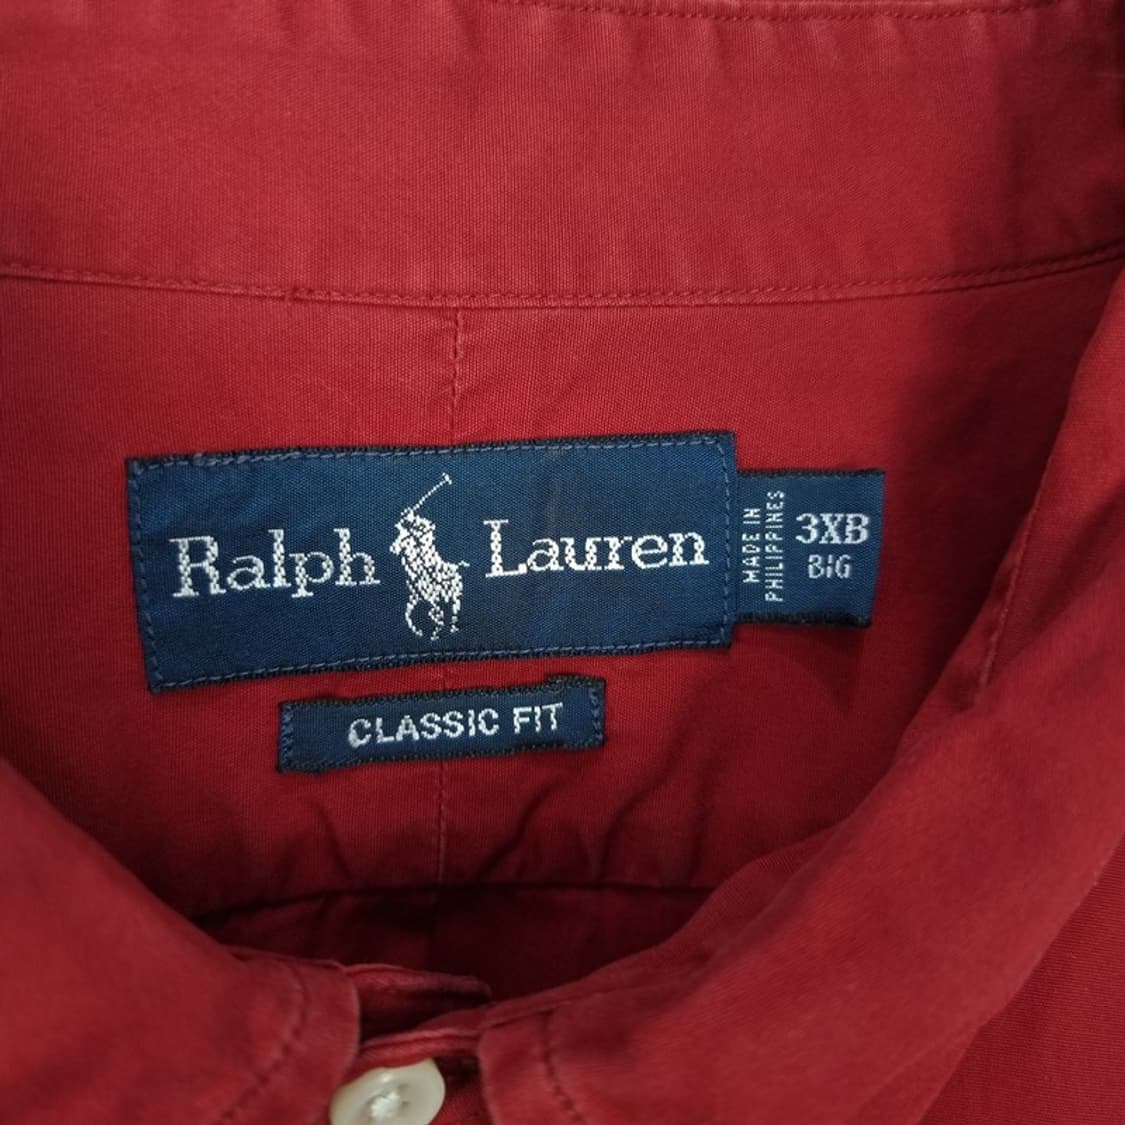 Ralph Lauren
MADE IN
PHILIPPINES
3XB
BIG
CLASSIC FIT